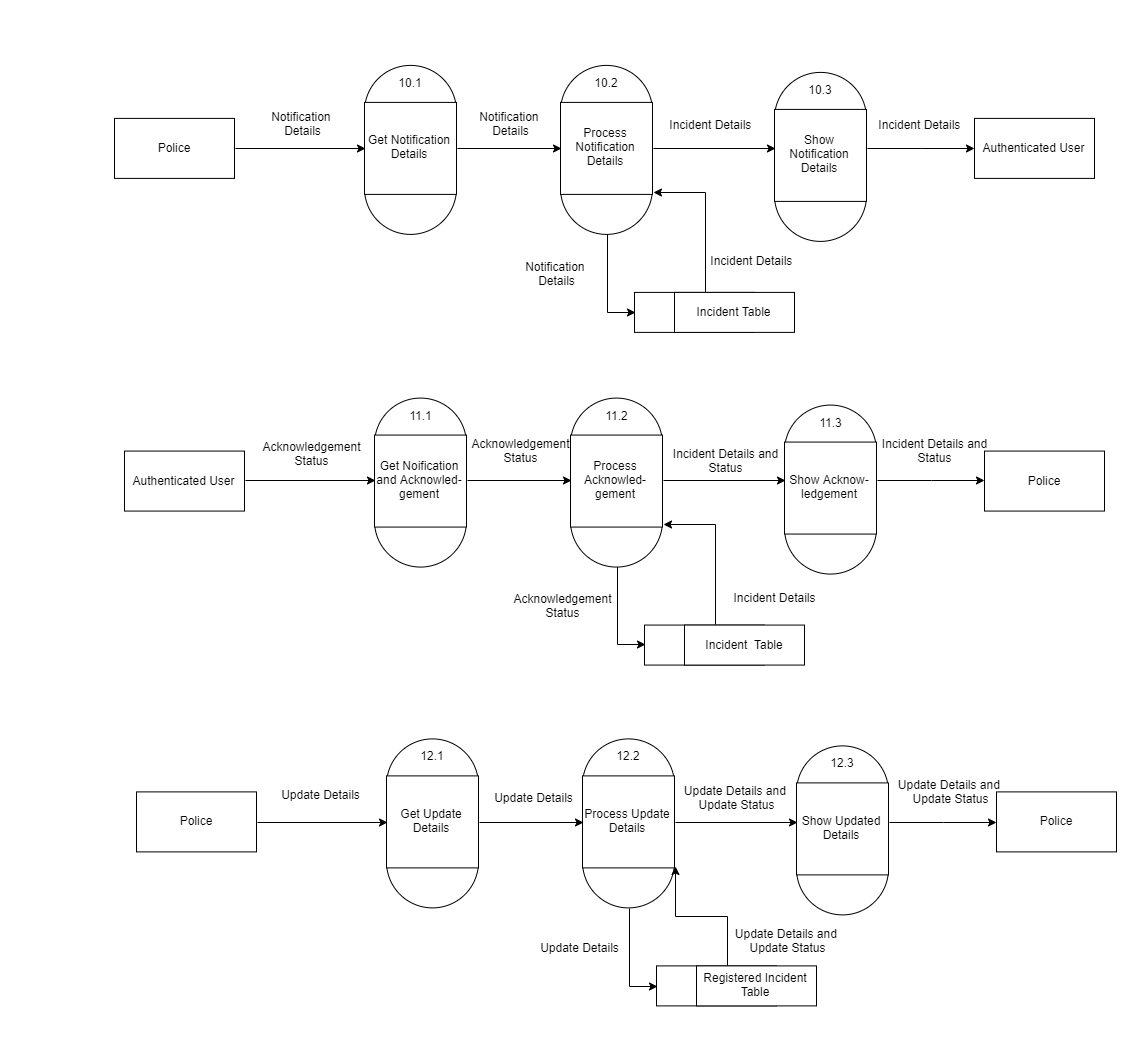 10.1
10.2
10.3
Notification
Details
Notification
Details
Incident Details
Incident Details
Police
Get Notification
Details
Process
Notification
Details
Show
Notification
Details
Authenticated User
Notification
Details
Incident Details
Incident Table
11.1
11.2
11.3
Acknowledgement
Status
Acknowledgement
Status
Incident Details and
Status
Incident Details and
Status
Authenticated User
Get Noification
and Acknowled-
gement
Process
Acknowled-
gement
Show Acknow-
ledgement
Police
Acknowledgement
Status
Incident Details
Incident Table
12.1
12.2
12.3
Update Details
Update Details
Update Details and
Update Status
Update Details and
Update Status
Police
Get Update
Details
Process Update
Details
Show Updated
Details
Police
Update Details
Update Details and
Update Status
Registered Incident
Table